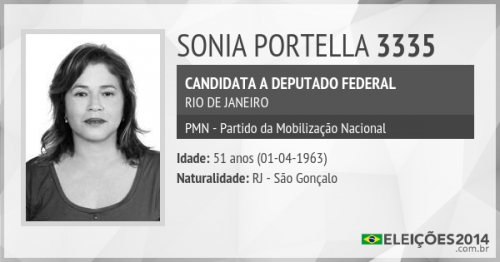 SONIA PORTELLA 3335
CANDIDATA A DEPUTADO FEDERAL
RIO DE JANEIRO
PMN - Partido da Mobilização Nacional
Idade: 51 anos (01-04-1963)
Naturalidade: RJ - São Gonçalo
ELEIÇÕES2014
.com.br